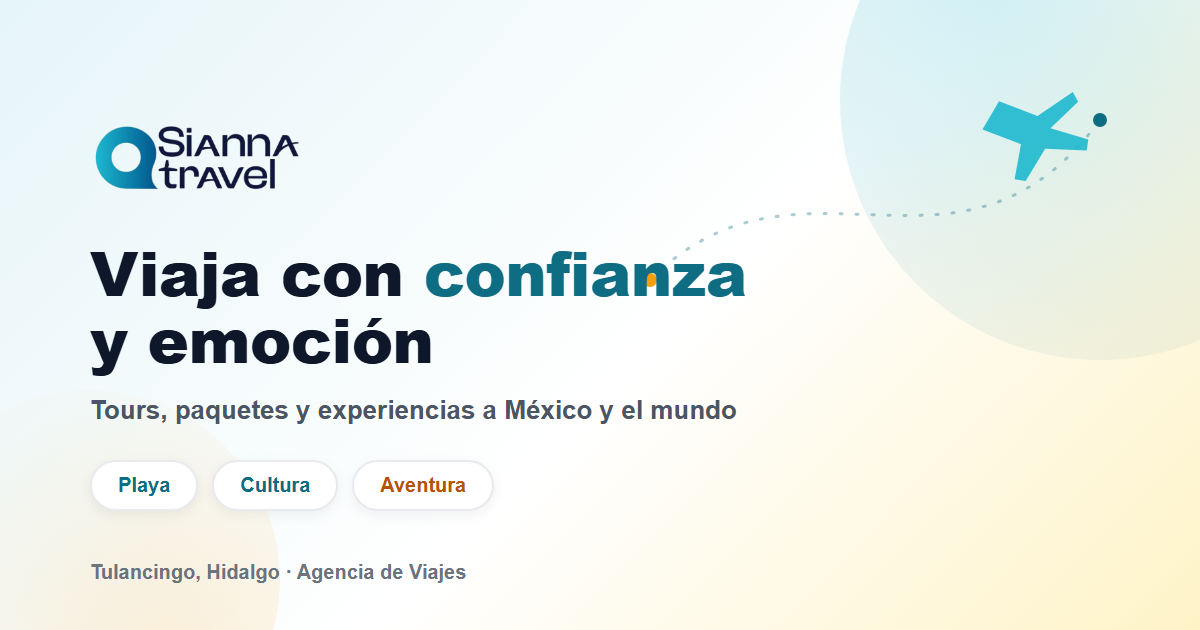 Sianna
travel
Viaja con confianza
y emoción
Tours, paquetes y experiencias a México y el mundo
Playa Cultura Aventura
Tulancingo, Hidalgo · Agencia de Viajes